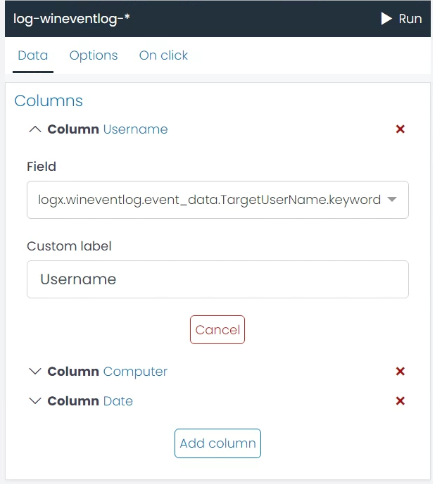 log-wineventlog-*
Run
Data Options On click
Columns
Column Username
Field
logx.wineventlog.event_data.TargetUserName.keyword
Custom label
Username
Cancel
Column Computer
Column Date
Add column